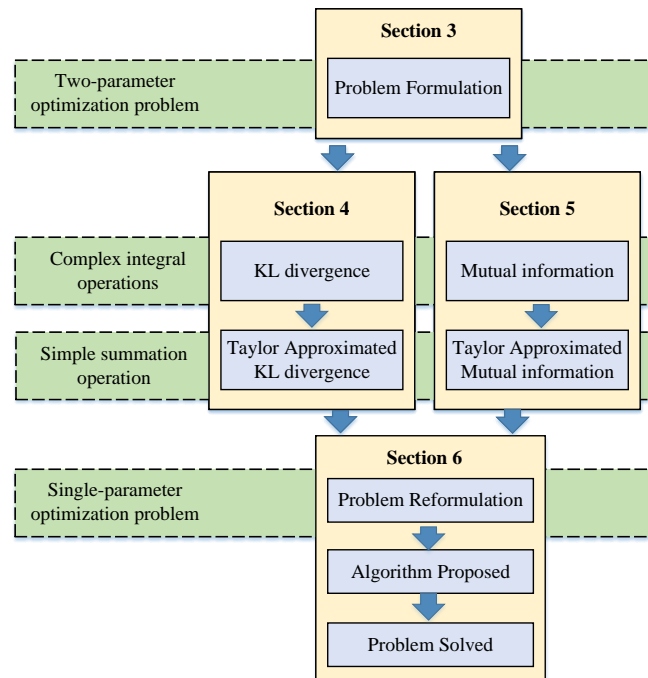 Section 3
Two-parameter
optimization problem
Problem Formulation
Section 4
Section 5
Complex integral
operations
KL divergence
Mutual information
Simple summation
operation
Taylor Approximated
KL divergence
Taylor Approximated
Mutual information
Section 6
Single-parameter
optimization problem
Problem Reformulation
Algorithm Proposed
Problem Solved